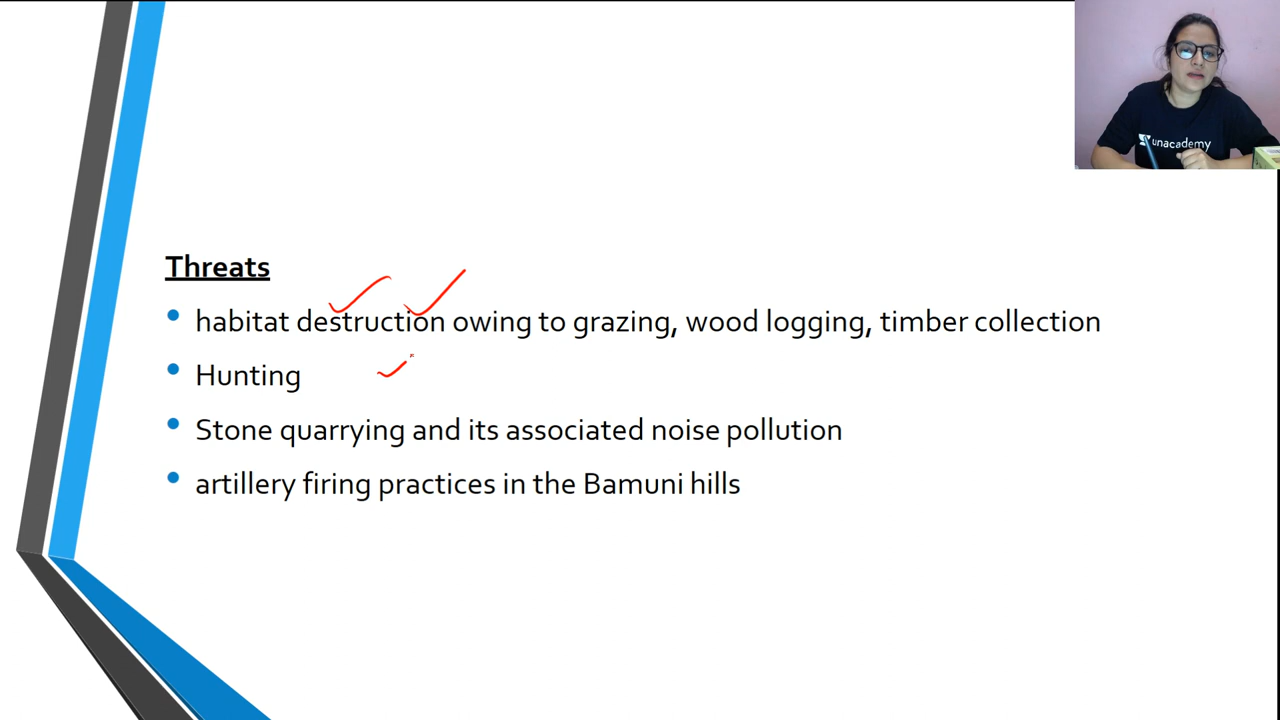 unacademy
Threats
• habitat destruction owing to grazing, wood logging, timber collection
• Hunting
• Stone quarrying and its associated noise pollution
• artillery firing practices in the Bamuni hills